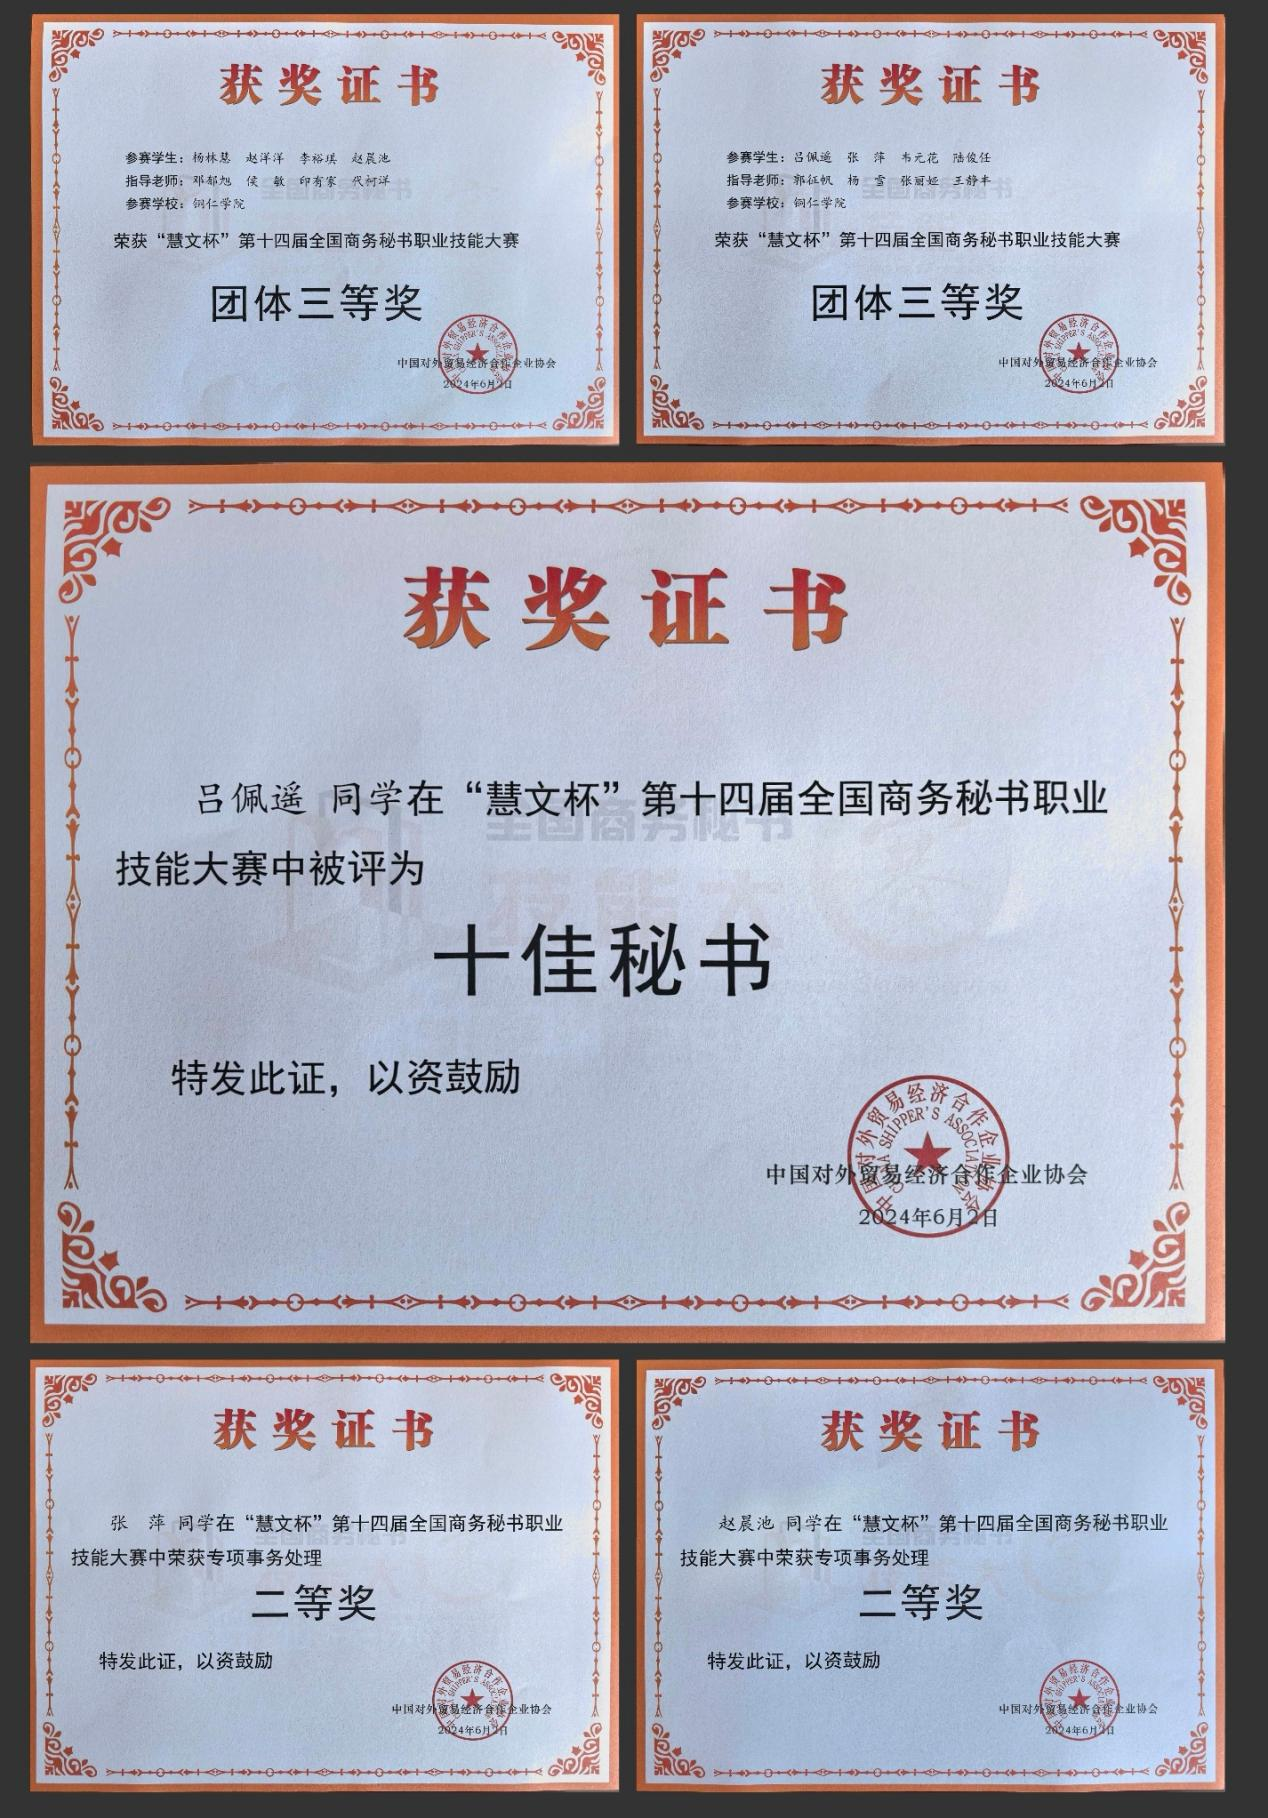 获奖证书
参赛学生：杨林慧 赵洋洋 李裕琪 赵晨池
指导老师：邓郁旭 侯 敏 印有家 代柯洋
参赛学校：铜仁学院
荣获“慧文杯”第十四届全国商务秘书职业技能大赛
团体三等奖
中国对外贸易经济合作企业协会
2024年6月2日
获奖证书
参赛学生：吕佩遥 张 萍 韦元花 陆俊任
指导老师：郭征帆 杨 雪 张丽娅 王静丰
参赛学校：铜仁学院
荣获“慧文杯”第十四届全国商务秘书职业技能大赛
团体三等奖
中国对外贸易经济合作企业协会
2024年6月2日
获奖证书
吕佩遥 同学在“慧文杯”第十四届全国商务秘书职业
技能大赛中被评为
十佳秘书
特发此证，以资鼓励
中国对外贸易经济合作企业协会
CHINA SHIPPER'S ASSOCIATION
中国对外贸易经济合作企业协会
2024年6月2日
获奖证书
张 萍 同学在“慧文杯”第十四届全国商务秘书职业
技能大赛中荣获专项事务处理
二等奖
特发此证，以资鼓励
中国对外贸易经济合作企业协会
2024年6月2日
获奖证书
赵晨池 同学在“慧文杯”第十四届全国商务秘书职业
技能大赛中荣获专项事务处理
二等奖
特发此证，以资鼓励
中国对外贸易经济合作企业协会
2024年6月2日